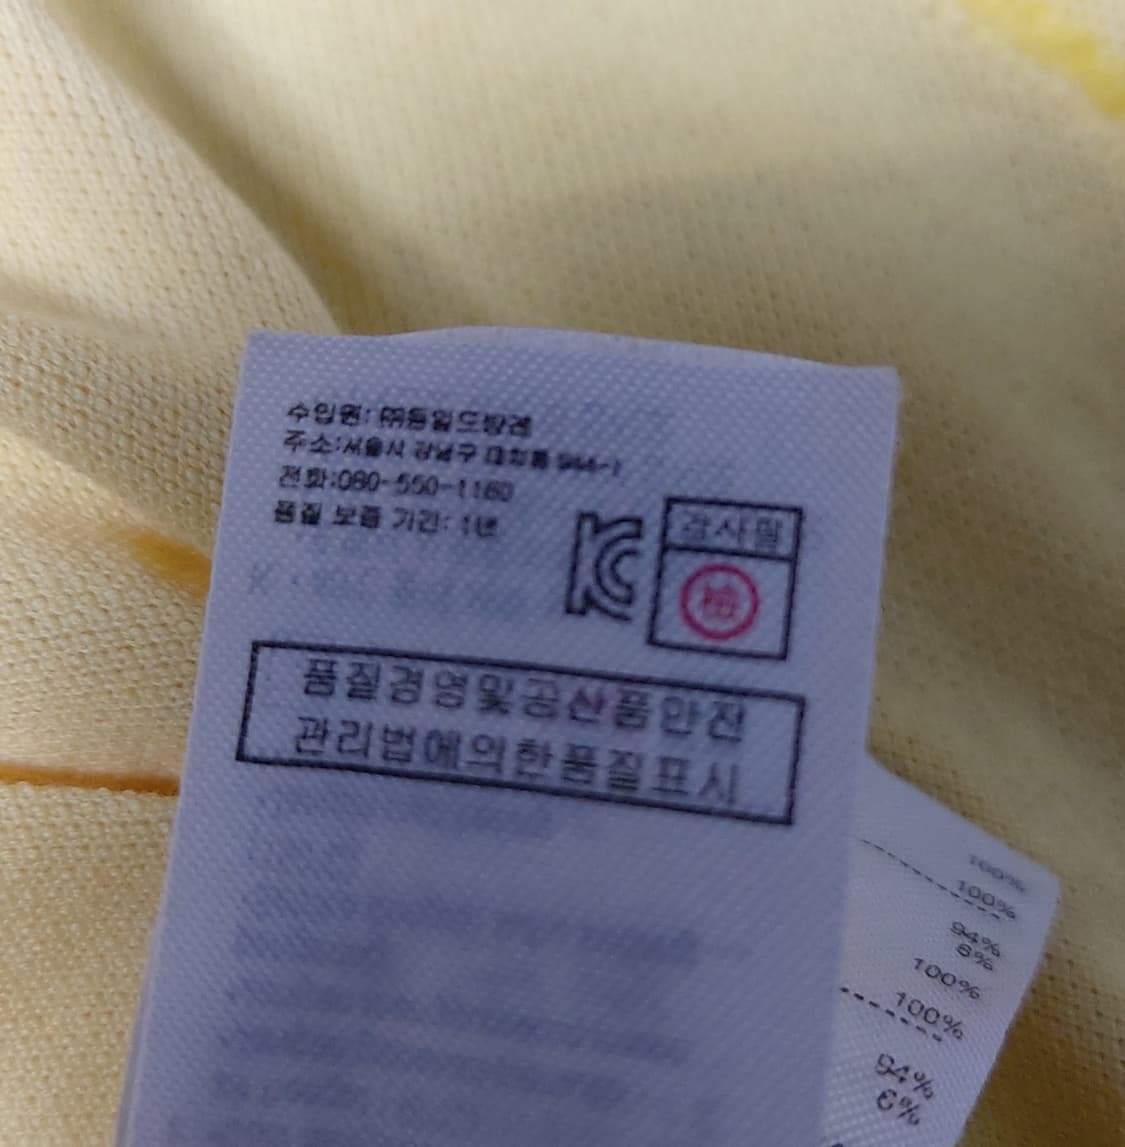 수입원: ㈜동일드방레
주소:서울시 강남구 대치동 944-1
전화:080-550-1160
품질 보증 기간: 1년
검사필
檢
품질경영및공산품안전
관리법에의한품질표시
100%
100%
94%
6%
100%
100%
94%
6%